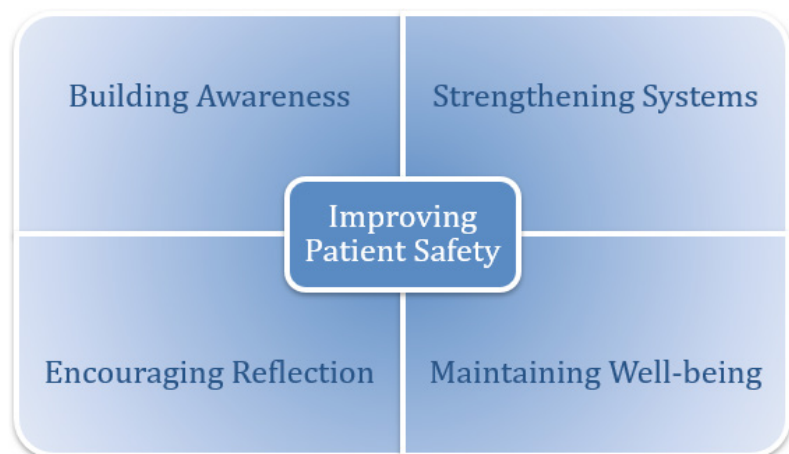 Building Awareness
Strengthening Systems
Improving
Patient Safety
Encouraging Reflection
Maintaining Well-being